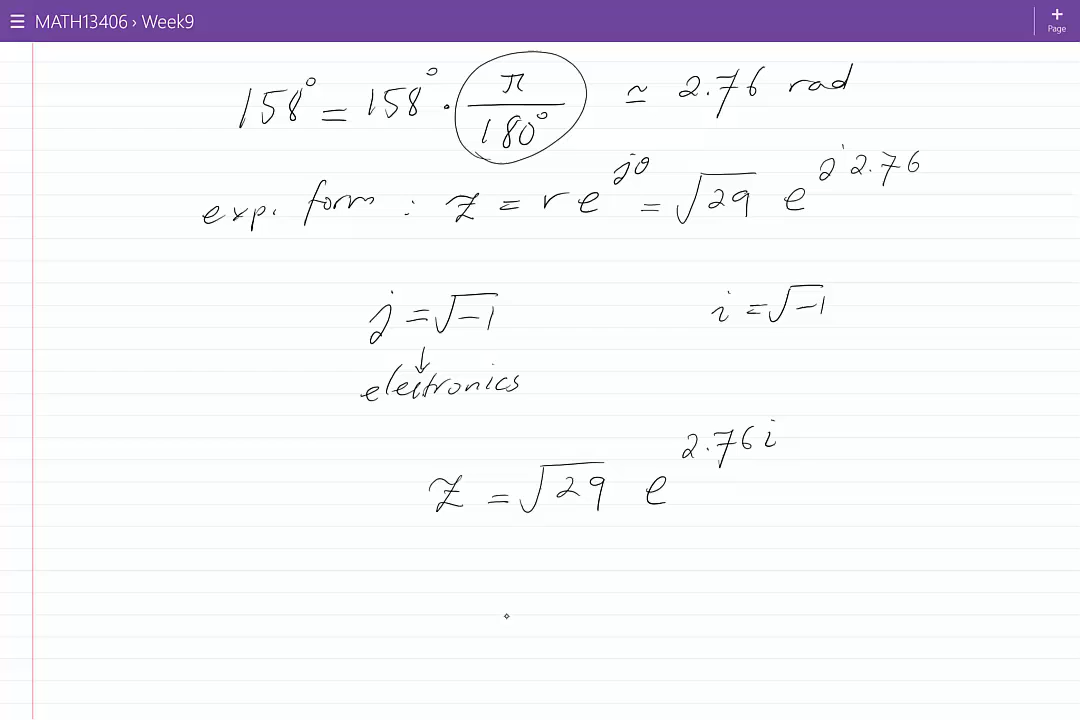 ☰ MATH13406 › Week9
+ Page
158° = 158° · π/180° ≃ 2.76 rad
exp. form : z = re^jθ = √29 e^j2.76
j = √-1 i = √-1
↓
electronics
z = √29 e^2.76i